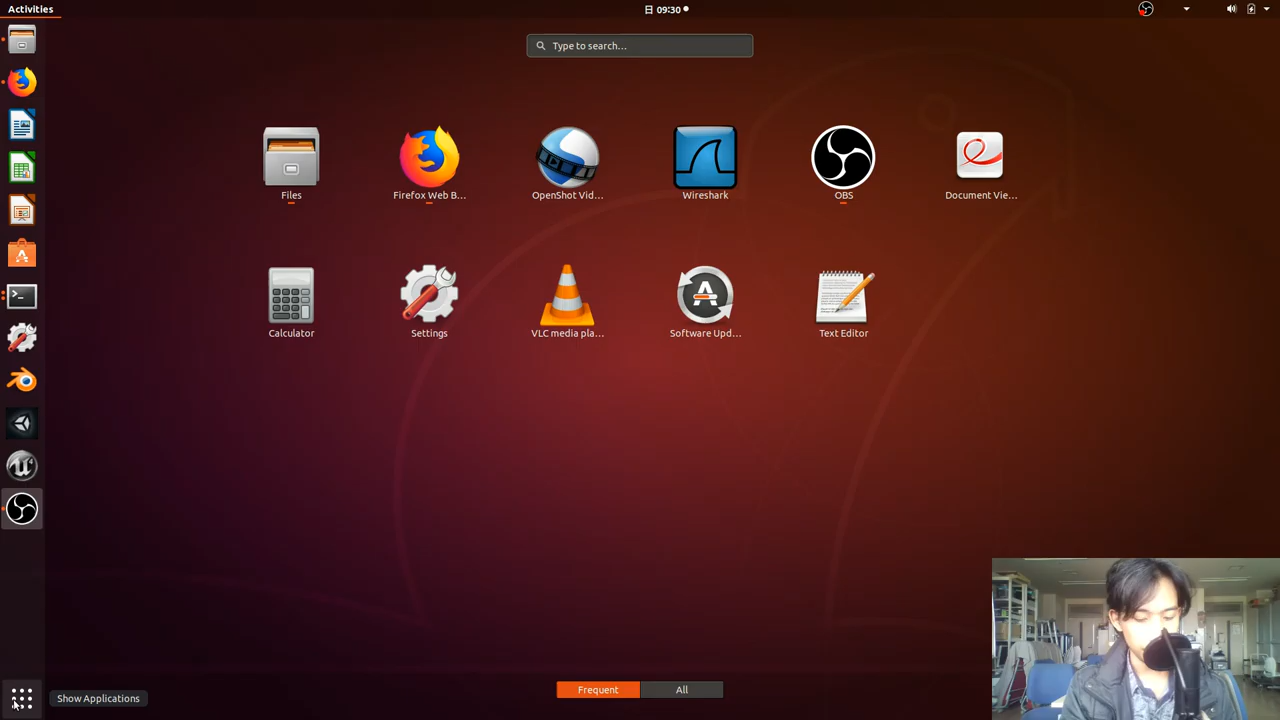 Activities
日 09:30
Type to search...
Files
Firefox Web B...
OpenShot Vid...
Wireshark
OBS
Document Vie...
Calculator
Settings
VLC media pla...
Software Upd...
Text Editor
Show Applications
Frequent
All